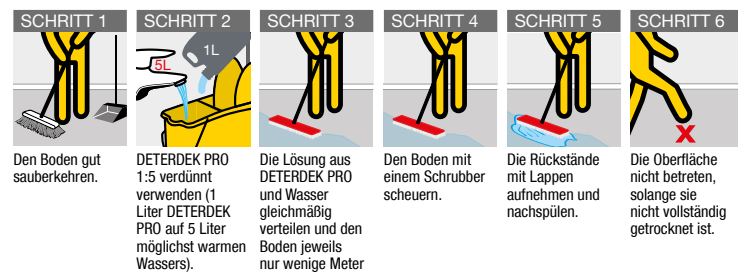 SCHRITT 1
Den Boden gut
sauberkehren.
SCHRITT 2
5L
1L
DETERDEK PRO
1:5 verdünnt
verwenden (1
Liter DETERDEK
PRO auf 5 Liter
möglichst warmen
Wassers).
SCHRITT 3
Die Lösung aus
DETERDEK PRO
und Wasser
gleichmäßig
verteilen und den
Boden jeweils
nur wenige Meter
SCHRITT 4
Den Boden mit
einem Schrubber
scheuern.
SCHRITT 5
Die Rückstände
mit Lappen
aufnehmen und
nachspülen.
SCHRITT 6
X
Die Oberfläche
nicht betreten,
solange sie
nicht vollständig
getrocknet ist.